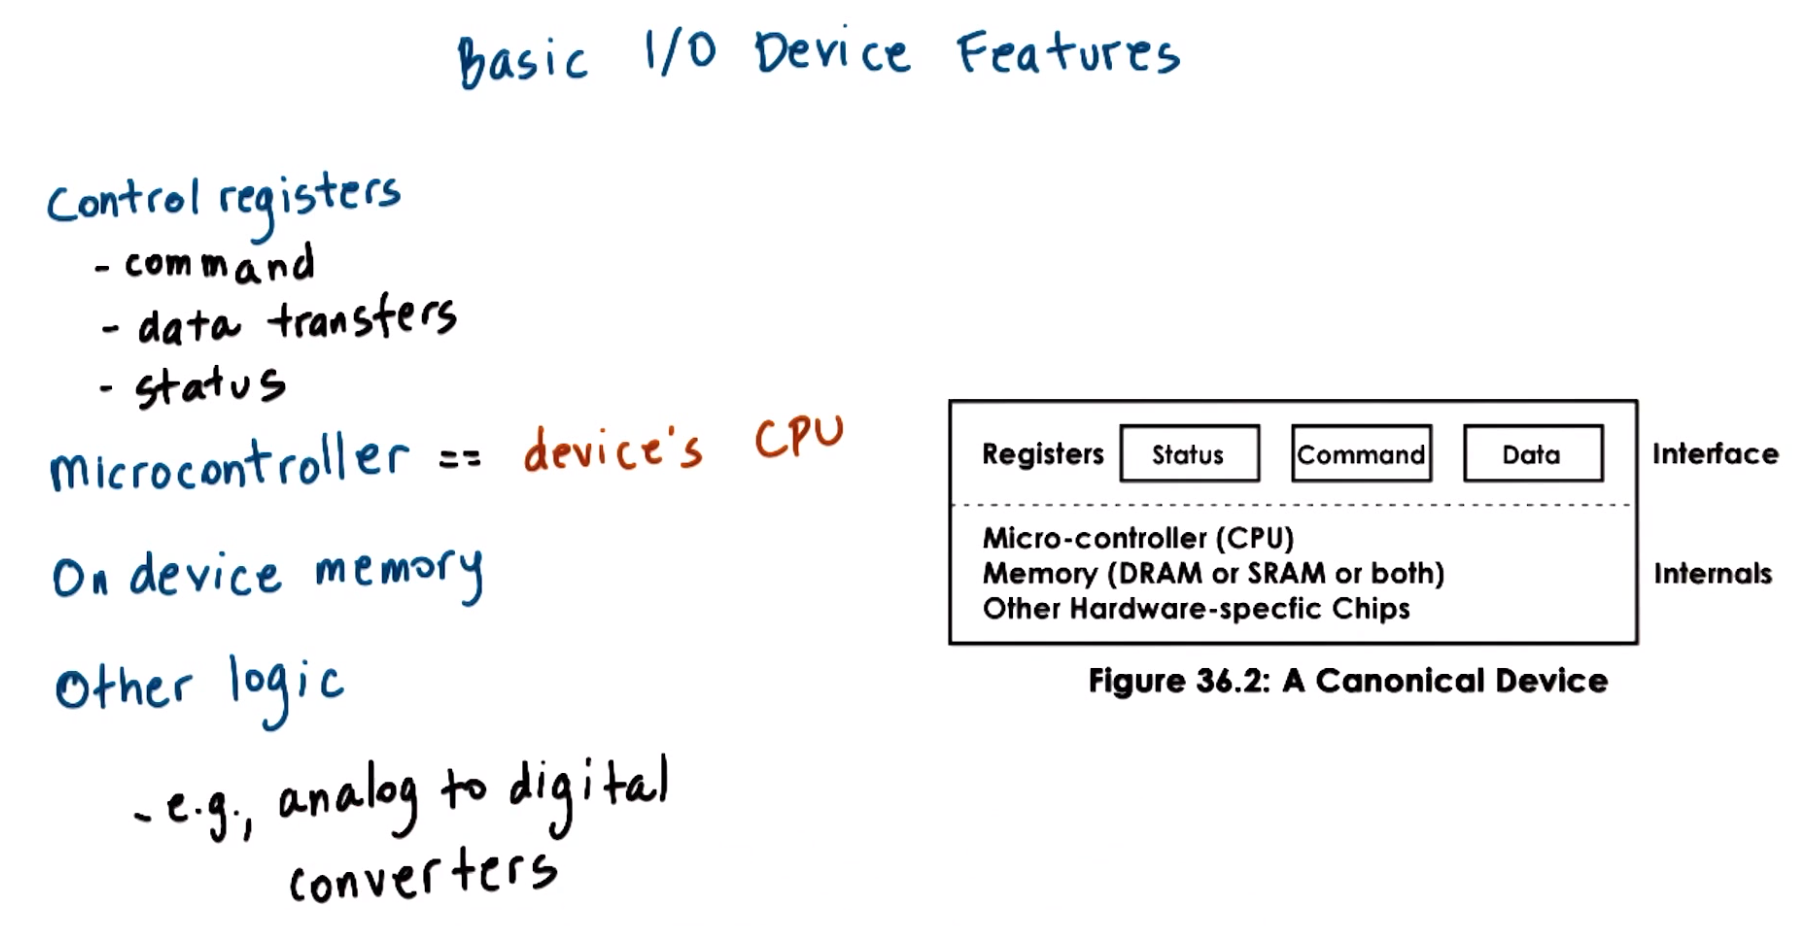 Basic I/O Device Features
Control registers
- command
- data transfers
- status
Microcontroller == device's CPU
On device memory
Other logic
- e.g., analog to digital
converters
Registers Status Command Data Interface
Micro-controller (CPU)
Memory (DRAM or SRAM or both) Internals
Other Hardware-specfic Chips
Figure 36.2: A Canonical Device